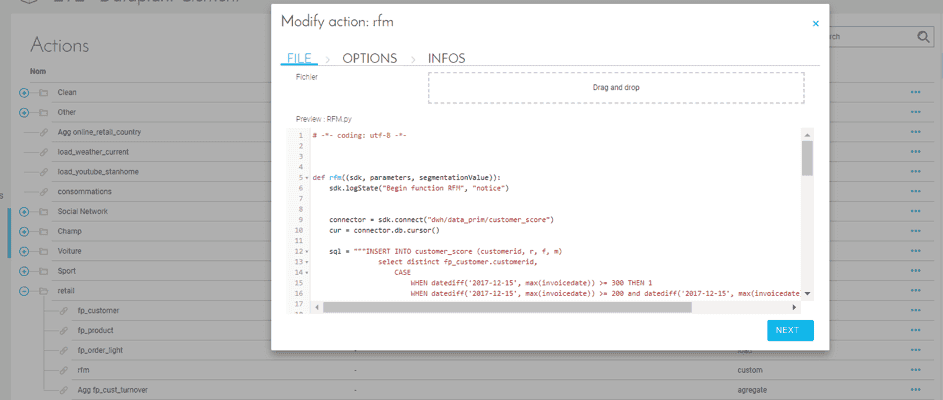 Modify action: rfm
×
FILE > OPTIONS > INFOS
Fichier
Drag and drop
Preview : RFM.py
1 # -*- coding: utf-8 -*-
2
3
4
5 def rfm((sdk, parameters, segmentationValue)):
6 sdk.logState("Begin function RFM", "notice")
7
8
9 connector = sdk.connect("dwh/data_prim/customer_score")
10 cur = connector.db.cursor()
11
12 sql = """INSERT INTO customer_score (customerid, r, f, m)
13 select distinct fp_customer.customerid,
14 CASE
15 WHEN datediff('2017-12-15', max(invoicedate)) >= 300 THEN 1
16 WHEN datediff('2017-12-15', max(invoicedate)) >= 200 and datediff('2017-12-15', max(invoicedate
17
NEXT
Actions
Nom
Clean
Other
Agg online_retail_country
load_weather_current
load_youtube_stanhome
consommations
Social Network
Champ
Voiture
Sport
retail
fp_customer
fp_product
fp_order_light
rfm - custom
Agg fp_cust_turnover - agregate